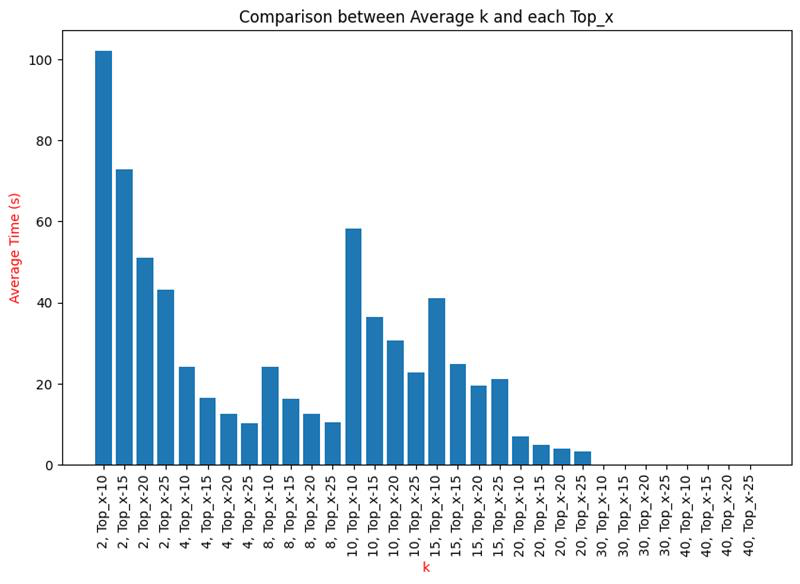 Comparison between Average k and each Top_x
Average Time (s)
100
80
60
40
20
0
2, Top_x-10
2, Top_x-15
2, Top_x-20
2, Top_x-25
4, Top_x-10
4, Top_x-15
4, Top_x-20
4, Top_x-25
8, Top_x-10
8, Top_x-15
8, Top_x-20
8, Top_x-25
10, Top_x-10
10, Top_x-15
10, Top_x-20
10, Top_x-25
15, Top_x-10
15, Top_x-15
15, Top_x-20
15, Top_x-25
20, Top_x-10
20, Top_x-15
20, Top_x-20
20, Top_x-25
30, Top_x-10
30, Top_x-15
30, Top_x-20
30, Top_x-25
40, Top_x-10
40, Top_x-15
40, Top_x-20
40, Top_x-25
k